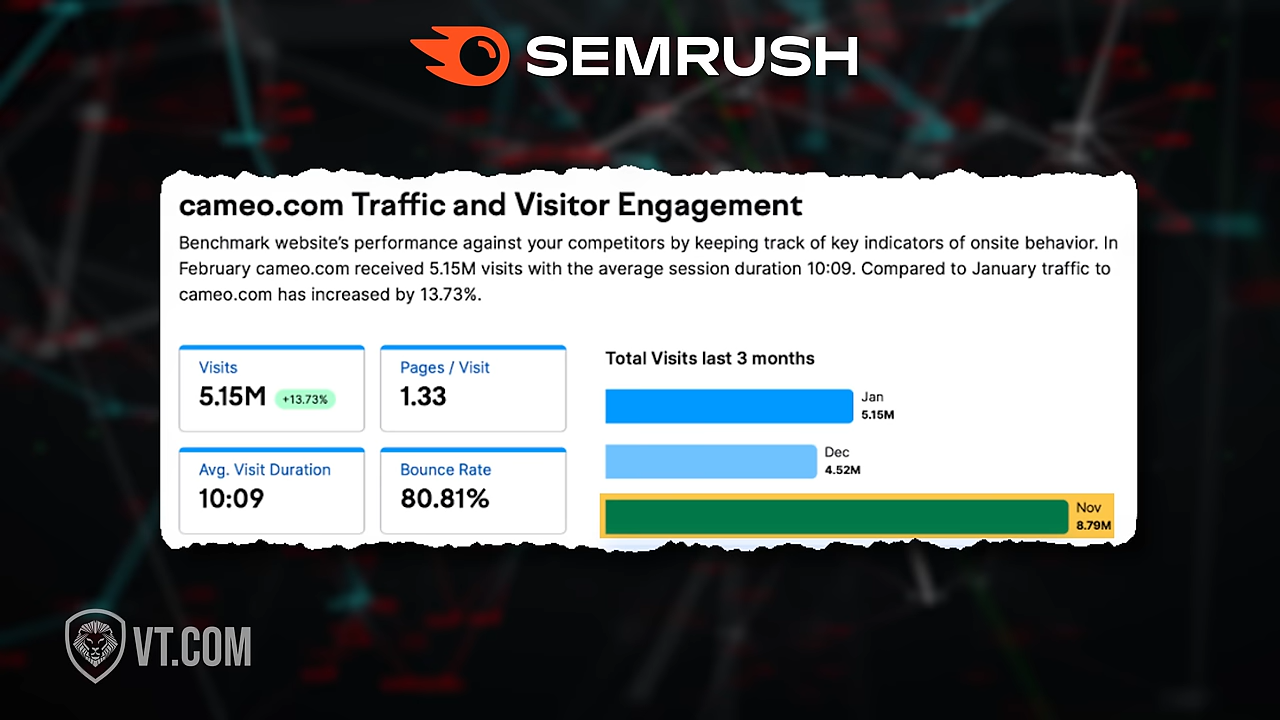 SEMRUSH
cameo.com Traffic and Visitor Engagement
Benchmark website's performance against your competitors by keeping track of key indicators of onsite behavior. In
February cameo.com received 5.15M visits with the average session duration 10:09. Compared to January traffic to
cameo.com has increased by 13.73%.
Visits
5.15M +13.73%
Pages / Visit
1.33
Avg. Visit Duration
10:09
Bounce Rate
80.81%
Total Visits last 3 months
Jan
5.15M
Dec
4.52M
Nov
8.79M
VT.COM